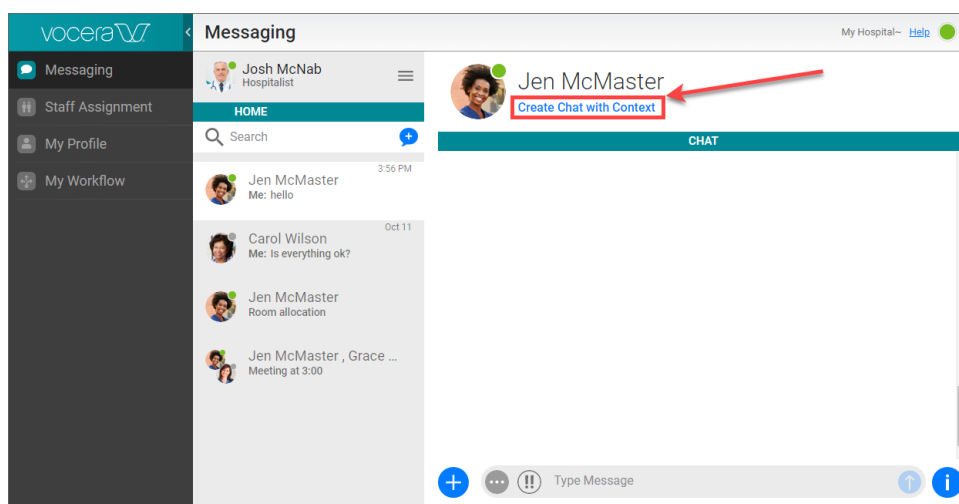 vocera
Messaging
Staff Assignment
My Profile
My Workflow
Messaging
My Hospital~ Help
Josh McNab
Hospitalist
HOME
Search
3:56 PM
Jen McMaster
Me: hello
Oct 11
Carol Wilson
Me: Is everything ok?
Jen McMaster
Room allocation
Jen McMaster , Grace ...
Meeting at 3:00
Jen McMaster
Create Chat with Context
CHAT
!!
Type Message
i